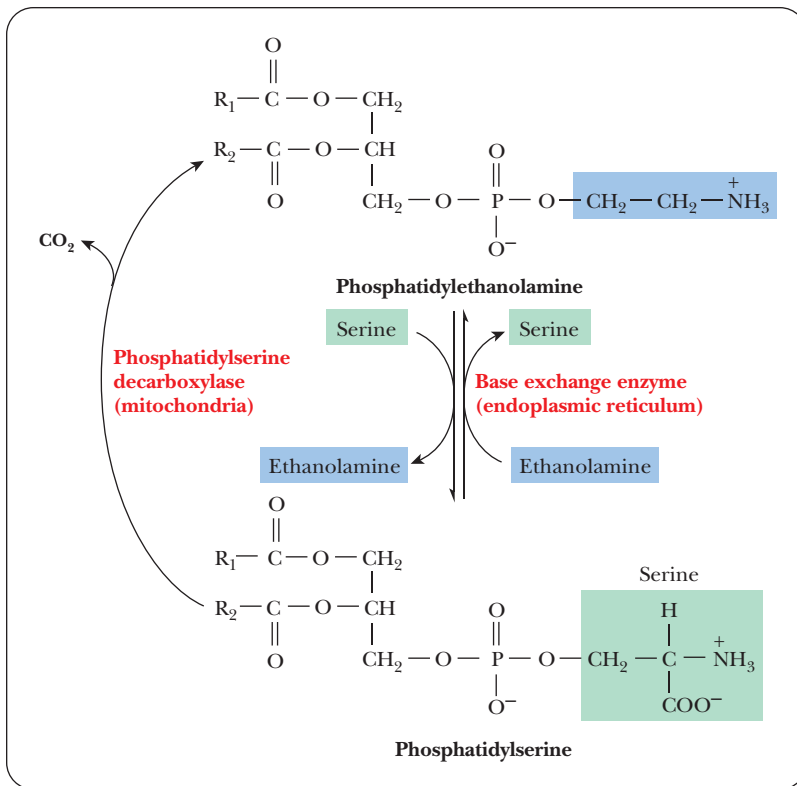 O
R₁—C—O—CH₂
R₂—C—O—CH
O
O
CH₂—O—P—O—CH₂—CH₂—NH₃
+
O⁻
CO₂
Phosphatidylethanolamine
Serine
Serine
Phosphatidylserine
decarboxylase
(mitochondria)
Base exchange enzyme
(endoplasmic reticulum)
Ethanolamine
Ethanolamine
O
R₁—C—O—CH₂
Serine
R₂—C—O—CH
O
H
O
+
CH₂—O—P—O—CH₂—C—NH₃
O⁻
COO⁻
Phosphatidylserine